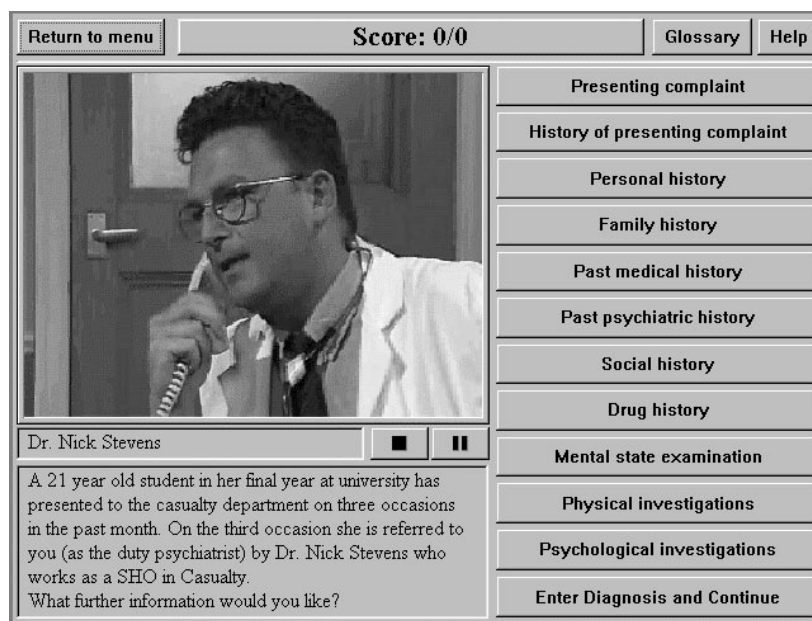 Return to menu
Score: 0/0
Glossary
Help
Presenting complaint
History of presenting complaint
Personal history
Family history
Past medical history
Past psychiatric history
Social history
Drug history
Mental state examination
Physical investigations
Psychological investigations
Enter Diagnosis and Continue
Dr. Nick Stevens
A 21 year old student in her final year at university has
presented to the casualty department on three occasions
in the past month. On the third occasion she is referred to
you (as the duty psychiatrist) by Dr. Nick Stevens who
works as a SHO in Casualty.
What further information would you like?